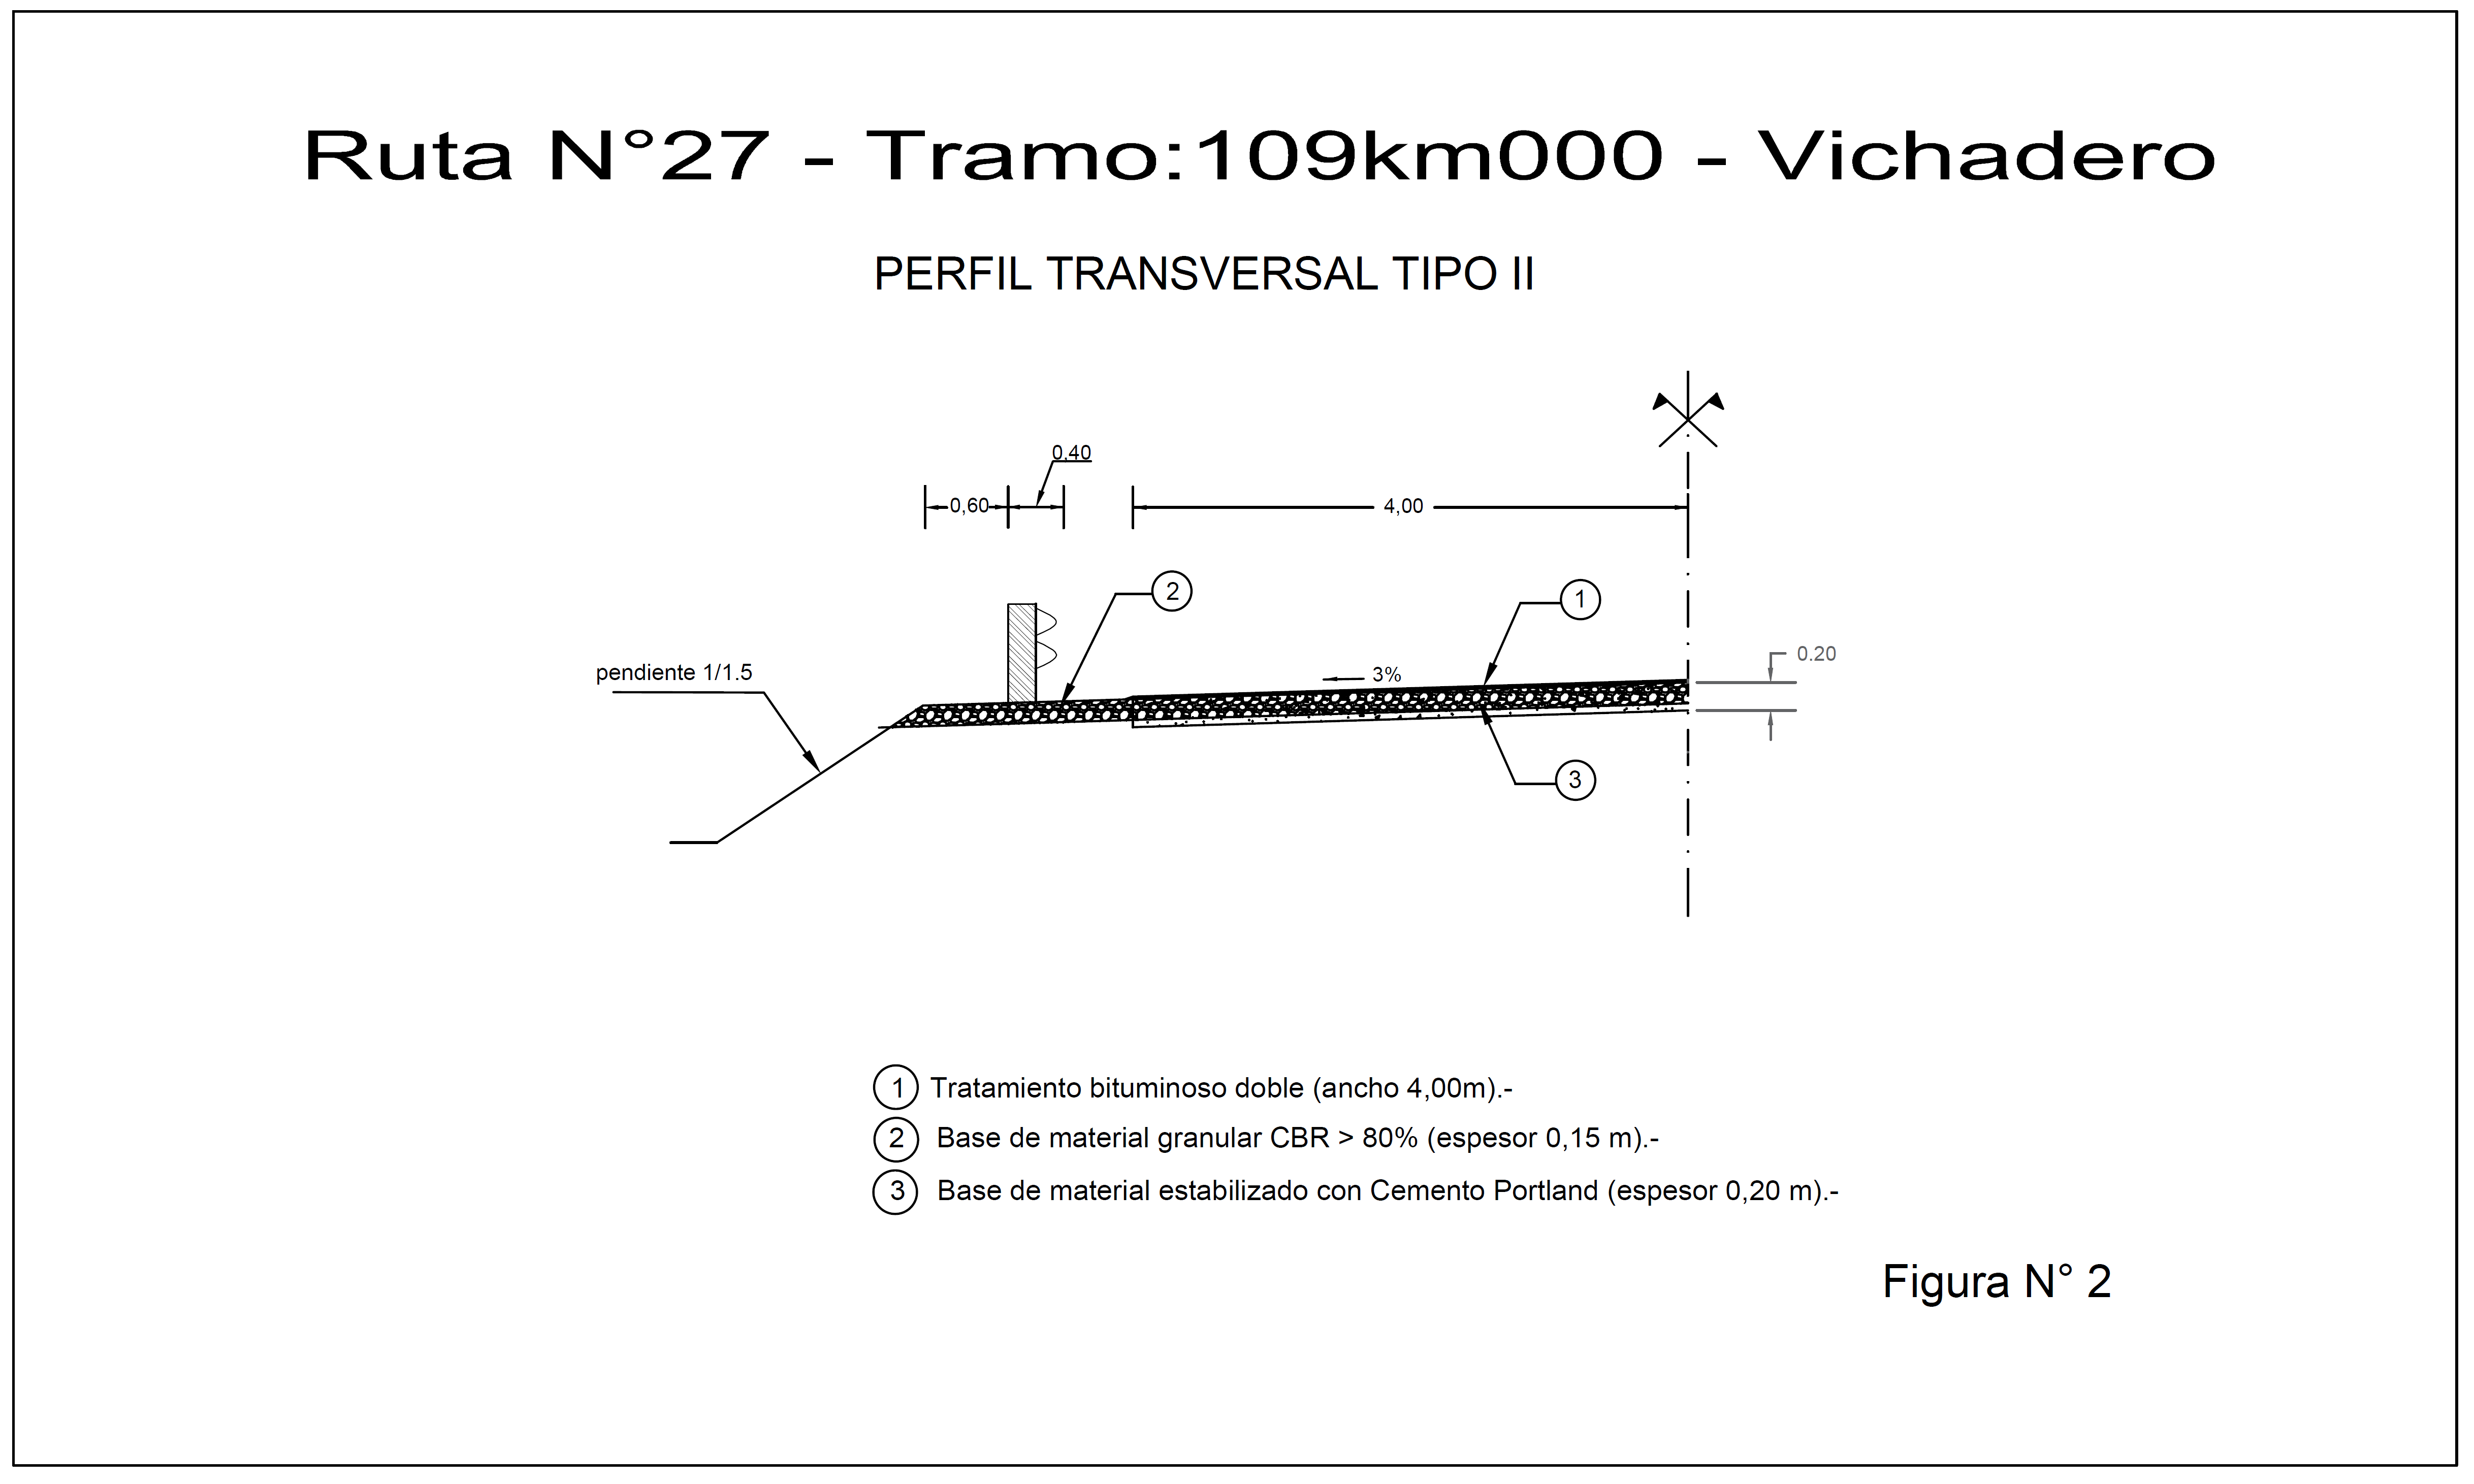 Ruta N°27 - Tramo:109km000 - Vichadero
PERFIL TRANSVERSAL TIPO II
0,40
0,60
4,00
2
1
pendiente 1/1.5
3%
0.20
3
1 Tratamiento bituminoso doble (ancho 4,00m).-
2 Base de material granular CBR > 80% (espesor 0,15 m).-
3 Base de material estabilizado con Cemento Portland (espesor 0,20 m).-
Figura N° 2